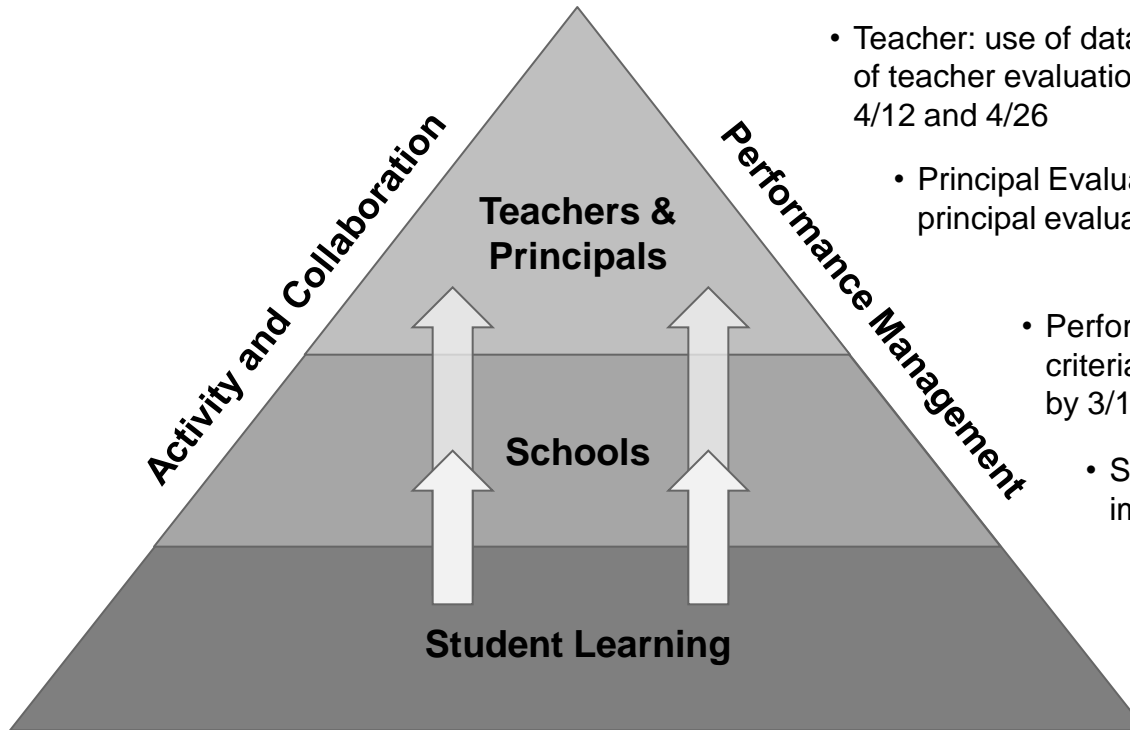 • Teacher: use of data
of teacher evaluatio
4/12 and 4/26
• Principal Evalua
principal evalua
• Perfor
criteria
by 3/1
• S
in
Activity and Collaboration
Performance Management
Teachers &
Principals
Schools
Student Learning